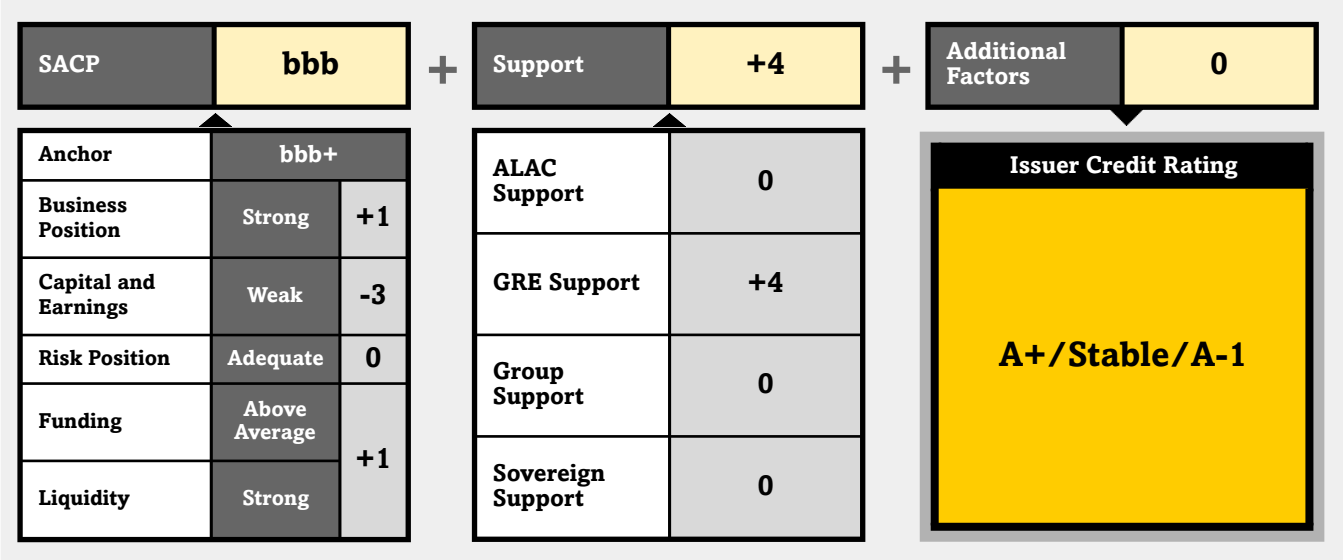 SACP
bbb
+
Support
+4
+
Additional
Factors
0
Anchor
bbb+
Business
Position
Strong
+1
Capital and
Earnings
Weak
-3
Risk Position
Adequate
0
Funding
Above
Average
+1
Liquidity
Strong
ALAC
Support
0
GRE Support
+4
Group
Support
0
Sovereign
Support
0
Issuer Credit Rating
A+/Stable/A-1